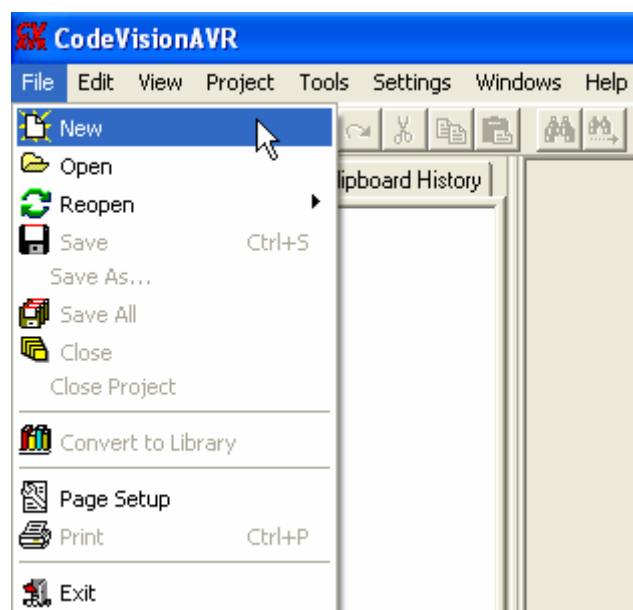 CodeVisionAVR
File Edit View Project Tools Settings Windows Help
New
Open
lipboard History
Reopen
Save Ctrl+S
Save As...
Save All
Close
Close Project
Convert to Library
Page Setup
Print Ctrl+P
Exit